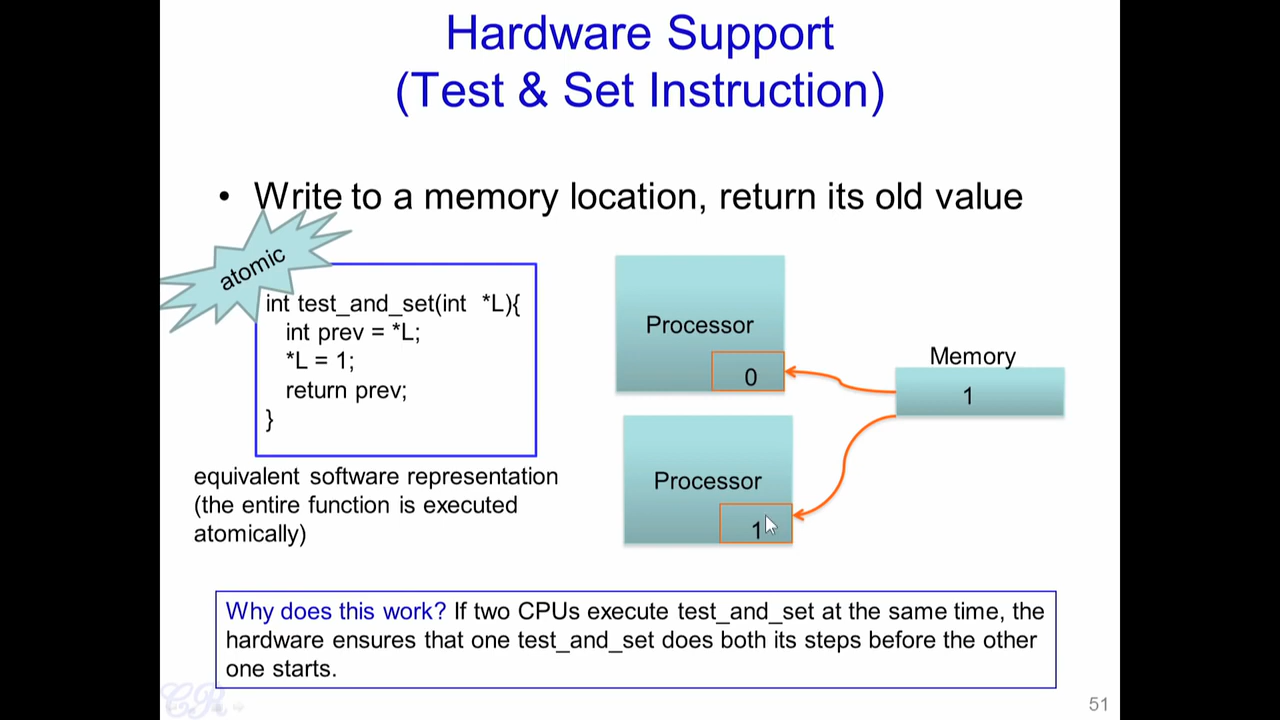 Hardware Support
(Test & Set Instruction)
• Write to a memory location, return its old value
atomic
int test_and_set(int *L){
int prev = *L;
*L = 1;
return prev;
}
equivalent software representation
(the entire function is executed
atomically)
Processor
0
Memory
1
Processor
1
Why does this work? If two CPUs execute test_and_set at the same time, the
hardware ensures that one test_and_set does both its steps before the other
one starts.
CR
51